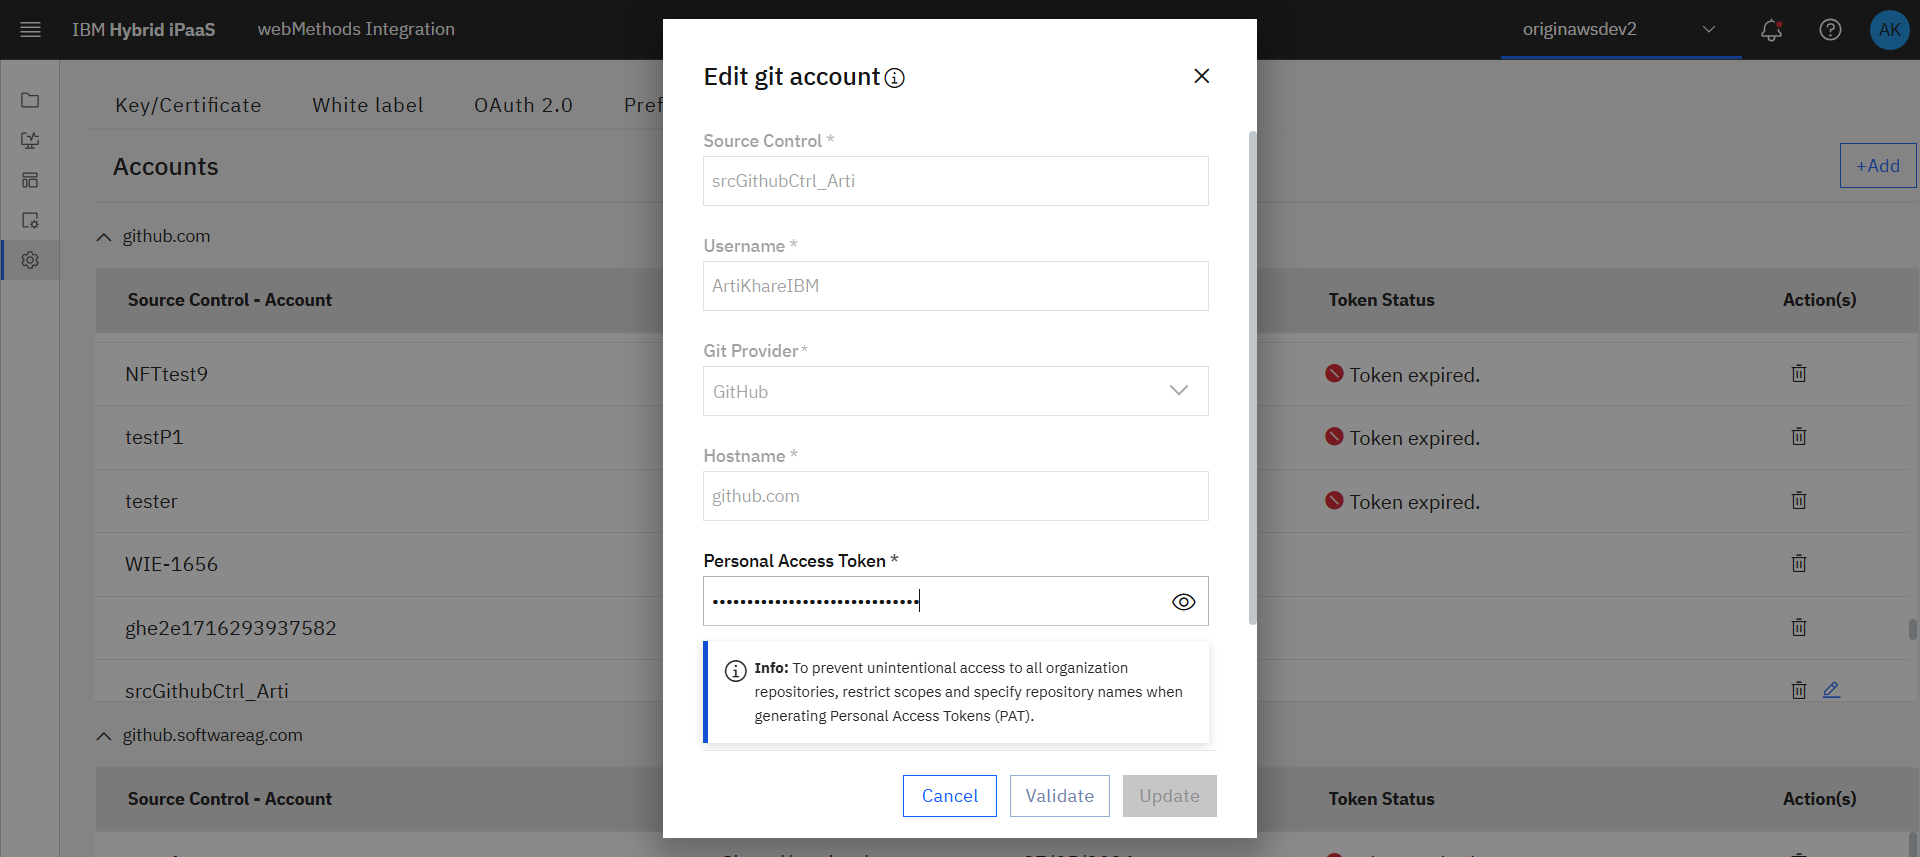 IBM Hybrid iPaaS
webMethods Integration
originawsdev2
AK
Key/Certificate
White label
OAuth 2.0
Pref
Accounts
+Add
github.com
Source Control - Account
Token Status
Action(s)
NFTtest9
Token expired.
testP1
Token expired.
tester
Token expired.
WIE-1656
ghe2e1716293937582
srcGithubCtrl_Arti
github.softwareag.com
Source Control - Account
Token Status
Action(s)
Edit git account
Source Control *
srcGithubCtrl_Arti
Username *
ArtiKhareIBM
Git Provider*
GitHub
Hostname *
github.com
Personal Access Token *
••••••••••••••••••••••••••••••
Info: To prevent unintentional access to all organization
repositories, restrict scopes and specify repository names when
generating Personal Access Tokens (PAT).
Cancel
Validate
Update